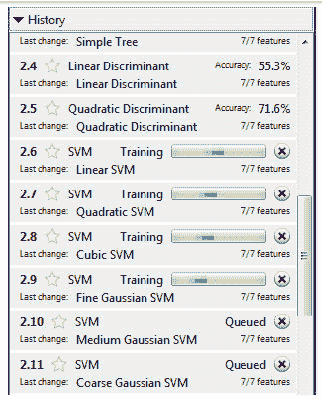 History
Last change: Simple Tree 7/7 features
2.4 Linear Discriminant Accuracy: 55.3%
Last change: Linear Discriminant 7/7 features
2.5 Quadratic Discriminant Accuracy: 71.6%
Last change: Quadratic Discriminant 7/7 features
2.6 SVM Training
Last change: Linear SVM 7/7 features
2.7 SVM Training
Last change: Quadratic SVM 7/7 features
2.8 SVM Training
Last change: Cubic SVM 7/7 features
2.9 SVM Training
Last change: Fine Gaussian SVM 7/7 features
2.10 SVM Queued
Last change: Medium Gaussian SVM 7/7 features
2.11 SVM Queued
Last change: Coarse Gaussian SVM 7/7 features